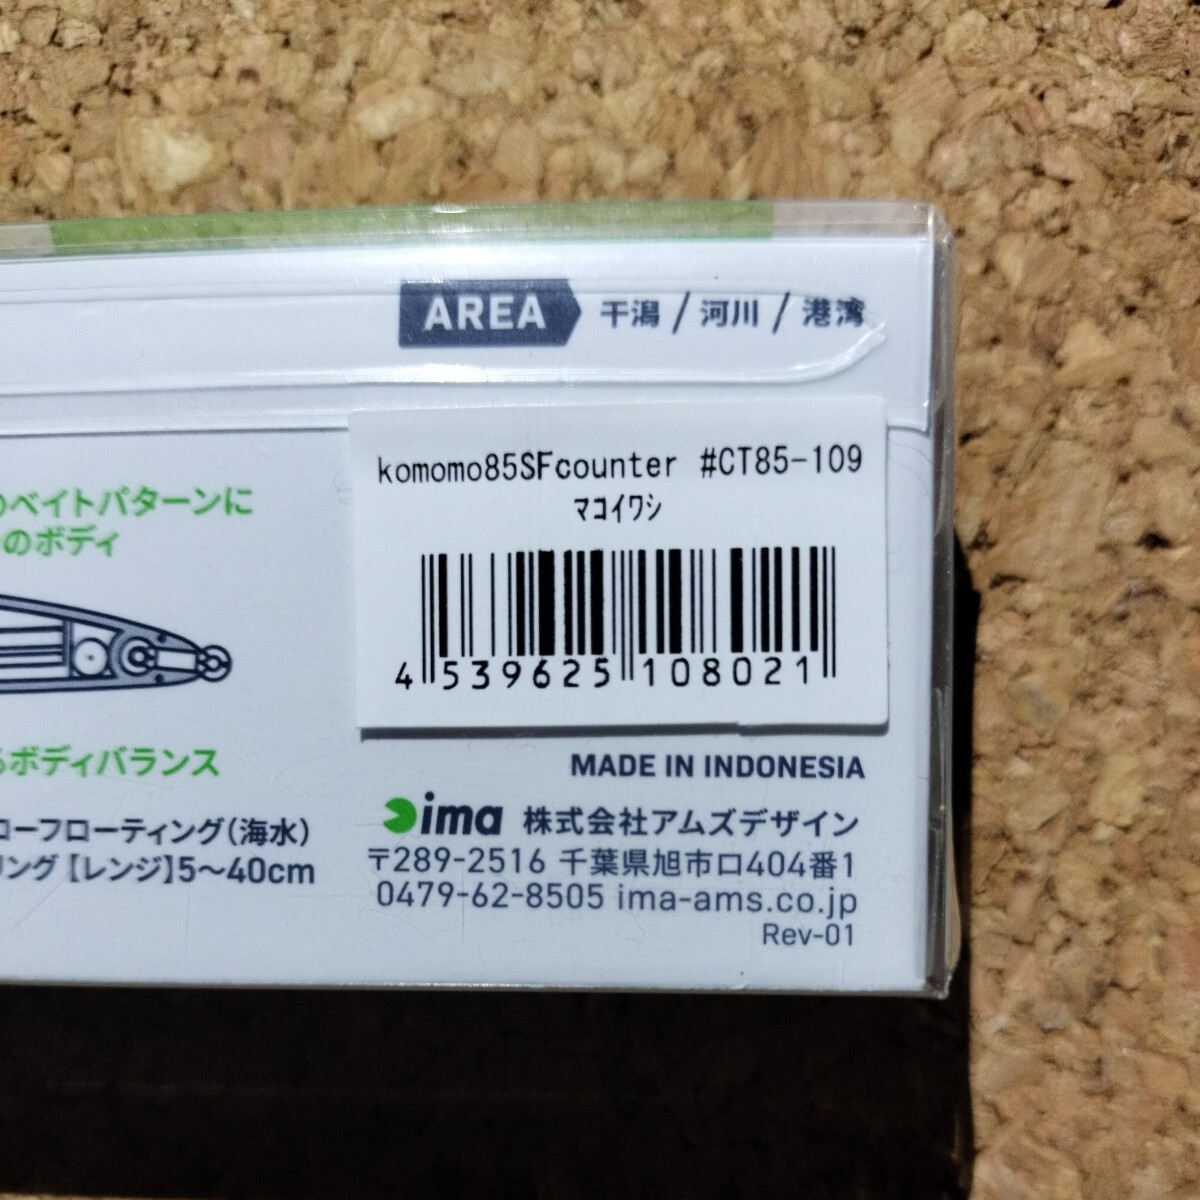 AREA 干潟 / 河川 / 港湾
komomo85SFcounter #CT85-109
ﾏｺｲﾜｼ
4 539625 108021
のベイトパターンに
のボディ
るボディバランス
ローフローティング(海水)
リング【レンジ】5〜40cm
MADE IN INDONESIA
ima 株式会社アムズデザイン
〒289-2516 千葉県旭市ロ404番1
0479-62-8505 ima-ams.co.jp
Rev-01